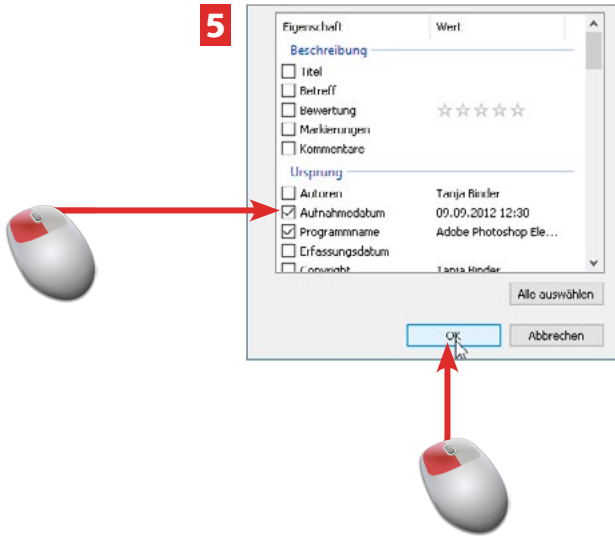 5
Eigenschaft Wert
Beschreibung
Titel
Betreff
Bewertung
Markierungen
Kommentare
Ursprung
Autoren Tanja Binder
Aufnahmedatum 09.09.2012 12:30
Programmname Adobe Photoshop Ele...
Erfassungsdatum
Copyright Tanja Binder
Alle auswählen
OK Abbrechen